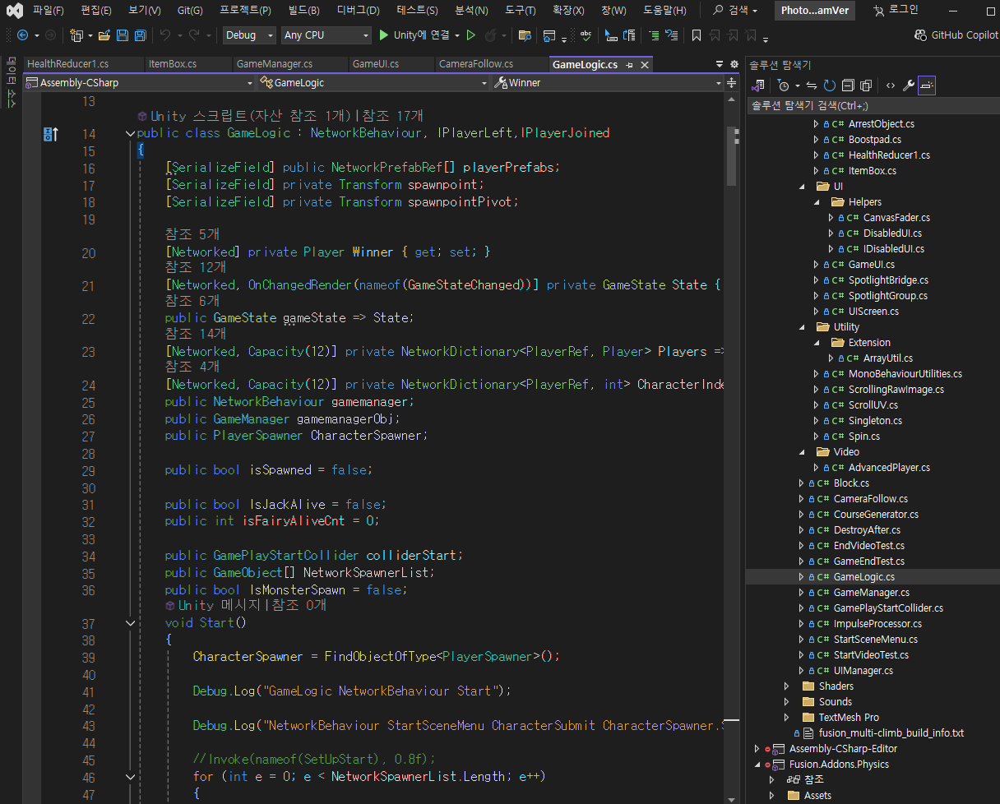 파일(F) 편집(E) 보기(V) Git(G) 프로젝트(P) 빌드(B) 디버그(D) 테스트(S) 분석(N) 도구(T) 확장(X) 창(W) 도움말(H) 검색 Photo...amVer 로그인
Debug Any CPU Unity에 연결 GitHub Copilot
데이터 소스
HealthReducer1.cs ItemBox.cs GameManager.cs GameUI.cs CameraFollow.cs GameLogic.cs
Assembly-CSharp GameLogic Winner
13
Unity 스크립트(자산 참조 1개)|참조 17개
14 public class GameLogic : NetworkBehaviour, IPlayerLeft,IPlayerJoined
15 {
16 [SerializeField] public NetworkPrefabRef[] playerPrefabs;
17 [SerializeField] private Transform spawnpoint;
18 [SerializeField] private Transform spawnpointPivot;
19
참조 5개
20 [Networked] private Player Winner { get; set; }
참조 12개
21 [Networked, OnChangedRender(nameof(GameStateChanged))] private GameState State {
참조 6개
22 public GameState gameState => State;
참조 14개
23 [Networked, Capacity(12)] private NetworkDictionary<PlayerRef, Player> Players =>
참조 4개
24 [Networked, Capacity(12)] private NetworkDictionary<PlayerRef, int> CharacterInde
25 public NetworkBehaviour gamemanager;
26 public GameManager gamemanagerObj;
27 public PlayerSpawner CharacterSpawner;
28
29 public bool isSpawned = false;
30
31 public bool IsJackAlive = false;
32 public int isFairyAliveCnt = 0;
33
34 public GamePlayStartCollider colliderStart;
35 public GameObject[] NetworkSpawnerList;
36 public bool IsMonsterSpawn = false;
Unity 메시지|참조 0개
37 void Start()
38 {
39 CharacterSpawner = FindObjectOfType<PlayerSpawner>();
40
41 Debug.Log("GameLogic NetworkBehaviour Start");
42
43 Debug.Log("NetworkBehaviour StartSceneMenu CharacterSubmit CharacterSpawner.
44
45 //Invoke(nameof(SetUpStart), 0.8f);
46 for (int e = 0; e < NetworkSpawnerList.Length; e++)
47 {
솔루션 탐색기
솔루션 탐색기 검색(Ctrl+;)
C# ArrestObject.cs
C# Boostpad.cs
C# HealthReducer1.cs
C# ItemBox.cs
UI
Helpers
C# CanvasFader.cs
C# DisabledUI.cs
C# IDisabledUI.cs
C# GameUI.cs
C# SpotlightBridge.cs
C# SpotlightGroup.cs
C# UIScreen.cs
Utility
Extension
C# ArrayUtil.cs
C# MonoBehaviourUtilities.cs
C# ScrollingRawImage.cs
C# ScrollUV.cs
C# Singleton.cs
C# Spin.cs
Video
C# AdvancedPlayer.cs
C# Block.cs
C# CameraFollow.cs
C# CourseGenerator.cs
C# DestroyAfter.cs
C# EndVideoTest.cs
C# GameEndTest.cs
C# GameLogic.cs
C# GameManager.cs
C# GamePlayStartCollider.cs
C# ImpulseProcessor.cs
C# StartSceneMenu.cs
C# StartVideoTest.cs
C# UIManager.cs
Shaders
Sounds
TextMesh Pro
fusion_multi-climb_build_info.txt
Assembly-CSharp-Editor
Fusion.Addons.Physics
참조
Assets